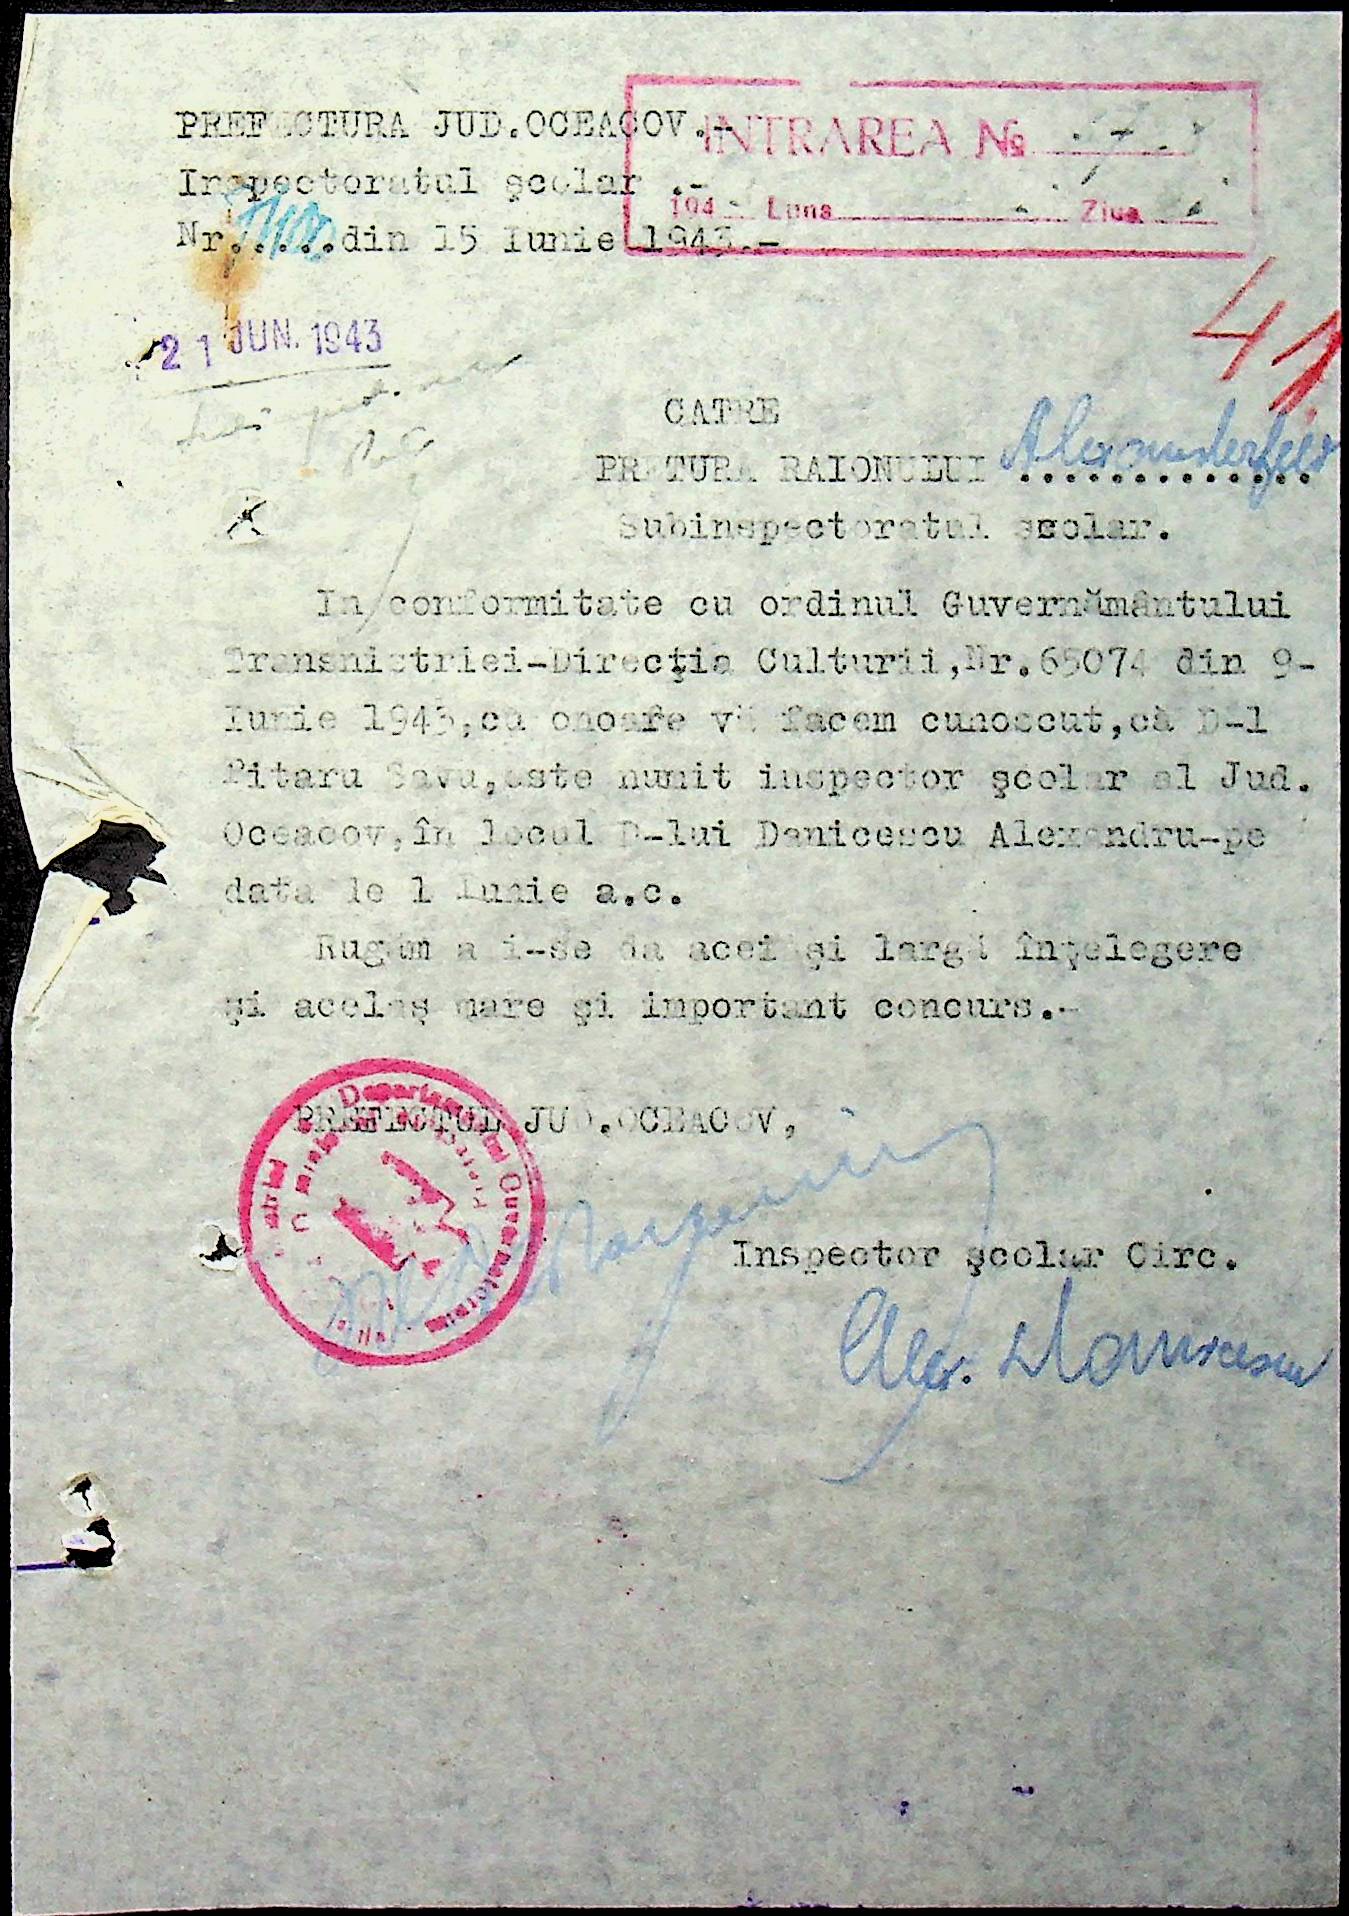 PREFECTURA JUD.OCEACOV.-
INTRAREA №
Inspectoratul şcolar .-
194 Luna Ziua
Nr.....din 15 Iunie 1943.-
41
21 JUN. 1943
CATRE
PRETURA RAIONULUI Alexanderfeld
Subinspectoratul şcolar.
In conformitate cu ordinul Guvernământului
Transnistriei-Direcţia Culturii,Nr.65074 din 9-
Iunie 1943,cu onoare vă facem cunoscut,că D-l
Pitaru Savu,este numit inspector şcolar al Jud.
Oceacov,în locul D-lui Danicescu Alexandru-pe
data de 1 Iunie a.c.
Rugăm a i-se da aceiaşi largă înţelegere
şi acelaş mare şi important concurs.-
PREFECTUL JUD.OCEACOV,
Inspector şcolar Circ.
Alex.